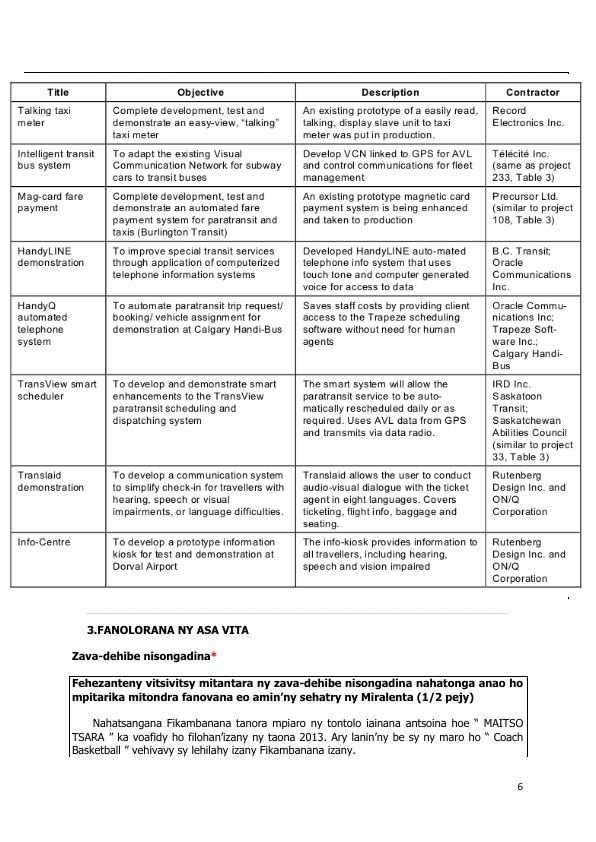 Title Objective Description Contractor
Talking taxi
meter
Complete development, test and
demonstrate an easy-view, “talking”
taxi meter
An existing prototype of a easily read,
talking, display slave unit to taxi
meter was put in production.
Record
Electronics Inc.
Intelligent transit
bus system
To adapt the existing Visual
Communication Network for subway
cars to transit buses
Develop VCN linked to GPS for AVL
and control communications for fleet
management
Télécité Inc.
(same as project
233, Table 3)
Mag-card fare
payment
Complete development, test and
demonstrate an automated fare
payment system for paratransit and
taxis (Burlington Transit)
An existing prototype magnetic card
payment system is being enhanced
and taken to production
Precursor Ltd.
(similar to project
108, Table 3)
HandyLINE
demonstration
To improve special transit services
through application of computerized
telephone information systems
Developed HandyLINE auto-mated
telephone info system that uses
touch tone and computer generated
voice for access to data
B.C. Transit;
Oracle
Communications
Inc.
HandyQ
automated
telephone
system
To automate paratransit trip request/
booking/ vehicle assignment for
demonstration at Calgary Handi-Bus
Saves staff costs by providing client
access to the Trapeze scheduling
software without need for human
agents
Oracle Commu-
nications Inc;
Trapeze Soft-
ware Inc.;
Calgary Handi-
Bus
TransView smart
scheduler
To develop and demonstrate smart
enhancements to the TransView
paratransit scheduling and
dispatching system
The smart system will allow the
paratransit service to be auto-
matically rescheduled daily or as
required. Uses AVL data from GPS
and transmits via data radio.
IRD Inc.
Saskatoon
Transit;
Saskatchewan
Abilities Council
(similar to project
33, Table 3)
Translaid
demonstration
To develop a communication system
to simplify check-in for travellers with
hearing, speech or visual
impairments, or language difficulties.
Translaid allows the user to conduct
audio-visual dialogue with the ticket
agent in eight languages. Covers
ticketing, flight info, baggage and
seating.
Rutenberg
Design Inc. and
ON/Q
Corporation
Info-Centre
To develop a prototype information
kiosk for test and demonstration at
Dorval Airport
The info-kiosk provides information to
all travellers, including hearing,
speech and vision impaired
Rutenberg
Design Inc. and
ON/Q
Corporation
3.FANOLORANA NY ASA VITA
Zava-dehibe nisongadina*
Fehezanteny vitsivitsy mitantara ny zava-dehibe nisongadina nahatonga anao ho
mpitarika mitondra fanovana eo amin’ny sehatry ny Miralenta (1/2 pejy)
Nahatsangana Fikambanana tanora mpiaro ny tontolo iainana antsoina hoe “ MAITSO
TSARA ” ka voafidy ho filohan’izany ny taona 2013. Ary lanin’ny be sy ny maro ho “ Coach
Basketball ” vehivavy sy lehilahy izany Fikambanana izany.
6